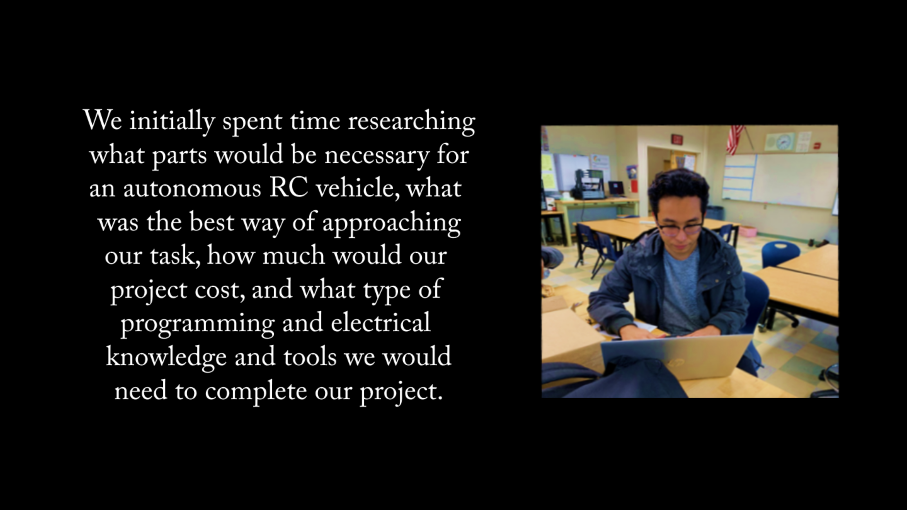 We initially spent time researching
what parts would be necessary for
an autonomous RC vehicle, what
was the best way of approaching
our task, how much would our
project cost, and what type of
programming and electrical
knowledge and tools we would
need to complete our project.